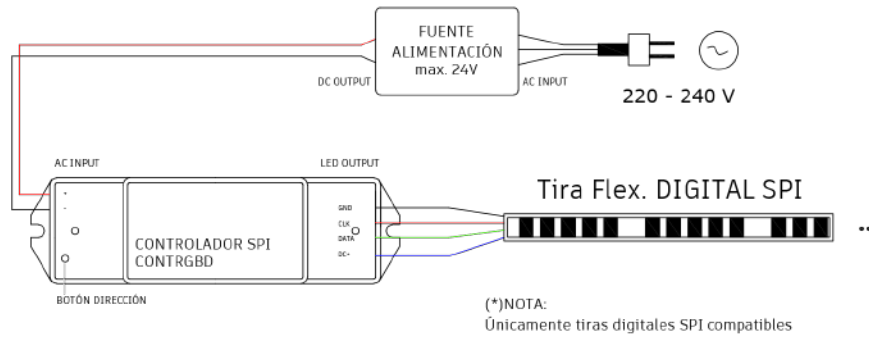 FUENTE
ALIMENTACIÓN
max. 24V
DC OUTPUT
AC INPUT
220 - 240 V
AC INPUT
LED OUTPUT
+
-
GND
CLK
DATA
DC+
CONTROLADOR SPI
CONTRGBD
BOTÓN DIRECCIÓN
Tira Flex. DIGITAL SPI
...
(*)NOTA:
Únicamente tiras digitales SPI compatibles